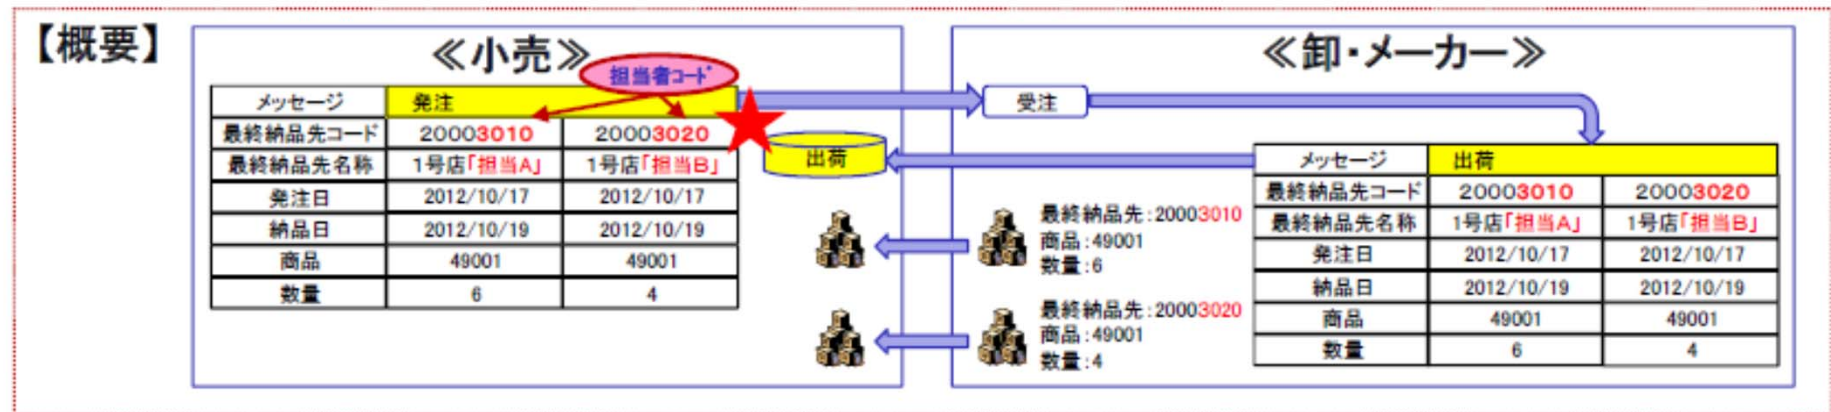 【概要】
≪小売≫
担当者コード
メッセージ 発注
最終納品先コード 20003010 20003020
最終納品先名称 1号店「担当A」 1号店「担当B」
発注日 2012/10/17 2012/10/17
納品日 2012/10/19 2012/10/19
商品 49001 49001
数量 6 4
出荷
≪卸・メーカー≫
受注
最終納品先:20003010
商品:49001
数量:6
最終納品先:20003020
商品:49001
数量:4
メッセージ 出荷
最終納品先コード 20003010 20003020
最終納品先名称 1号店「担当A」 1号店「担当B」
発注日 2012/10/17 2012/10/17
納品日 2012/10/19 2012/10/19
商品 49001 49001
数量 6 4